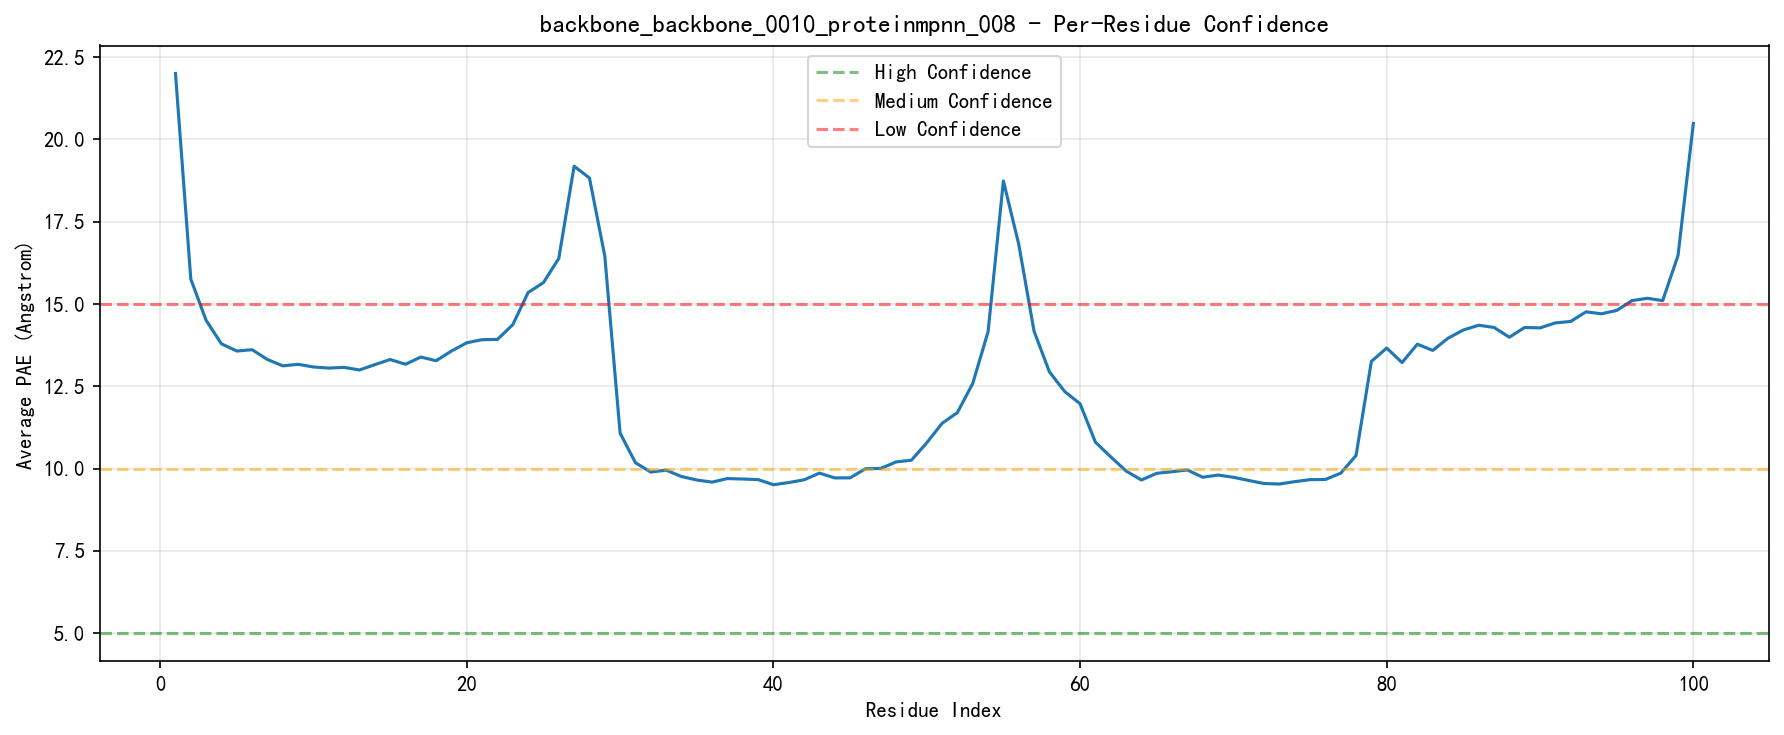 backbone_backbone_0010_proteinmpnn_008 - Per-Residue Confidence
High Confidence
Medium Confidence
Low Confidence
Average PAE (Angstrom)
22.5
20.0
17.5
15.0
12.5
10.0
7.5
5.0
0 20 40 60 80 100
Residue Index